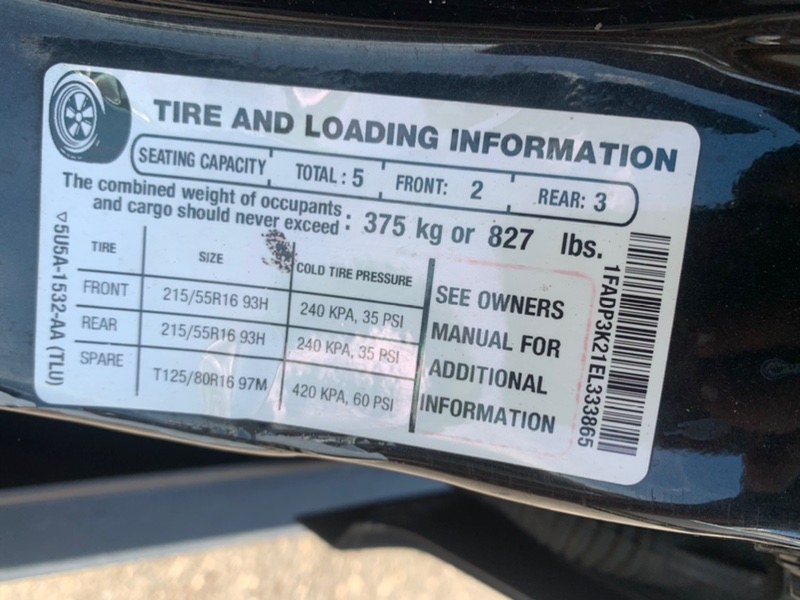 TIRE AND LOADING INFORMATION
SEATING CAPACITY TOTAL : 5 FRONT: 2 REAR: 3
The combined weight of occupants
and cargo should never exceed : 375 kg or 827 lbs.
TIRE SIZE COLD TIRE PRESSURE
FRONT 215/55R16 93H 240 KPA, 35 PSI
REAR 215/55R16 93H 240 KPA, 35 PSI
SPARE T125/80R16 97M 420 KPA, 60 PSI
SEE OWNERS
MANUAL FOR
ADDITIONAL
INFORMATION
▽5U5A-1532-AA (TLU)
1FADP3K21EL333865